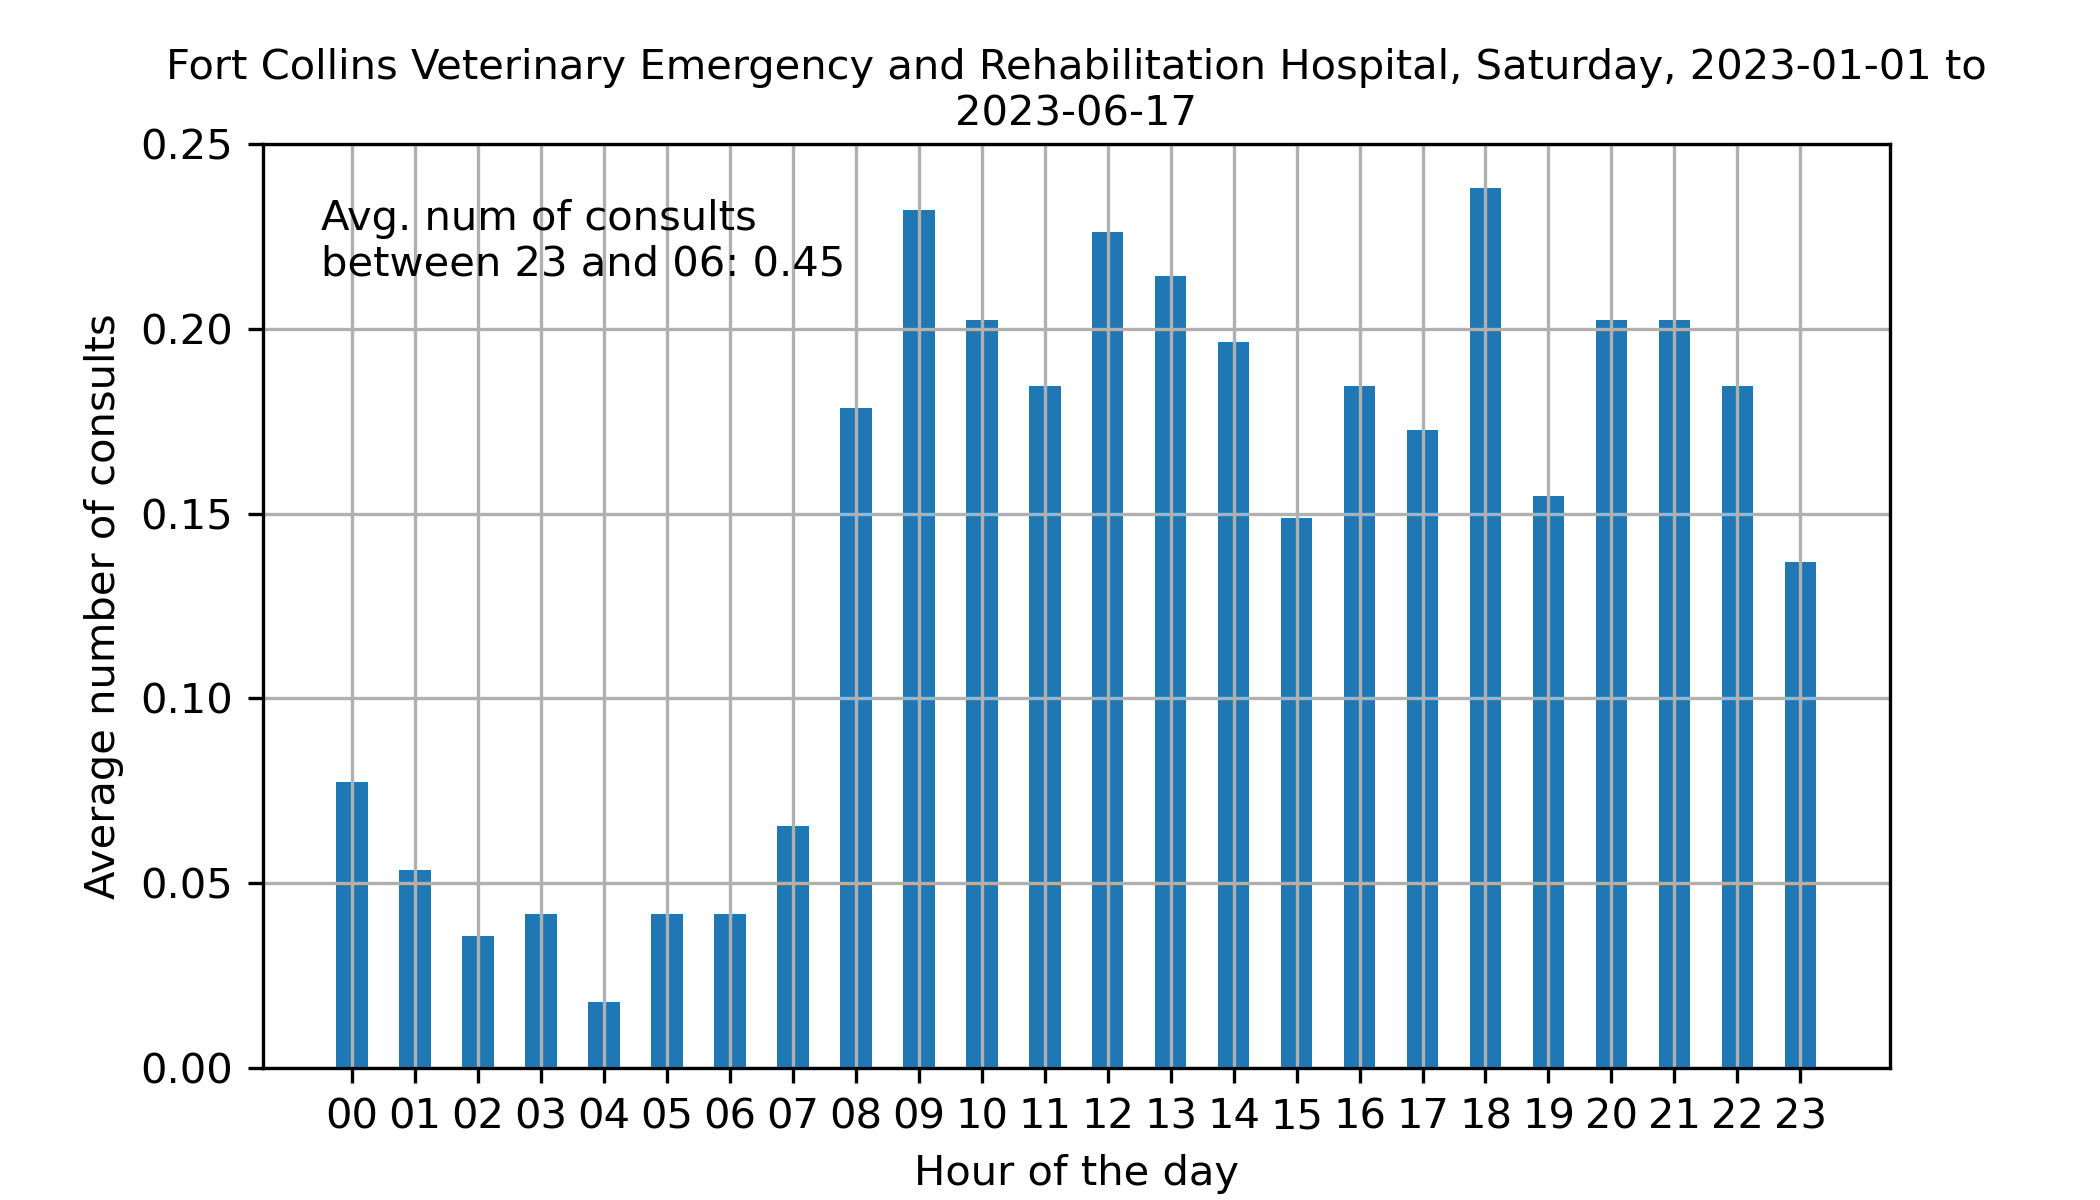 Fort Collins Veterinary Emergency and Rehabilitation Hospital, Saturday, 2023-01-01 to
2023-06-17
Avg. num of consults
between 23 and 06: 0.45
Average number of consults
0.25
0.20
0.15
0.10
0.05
0.00
00 01 02 03 04 05 06 07 08 09 10 11 12 13 14 15 16 17 18 19 20 21 22 23
Hour of the day